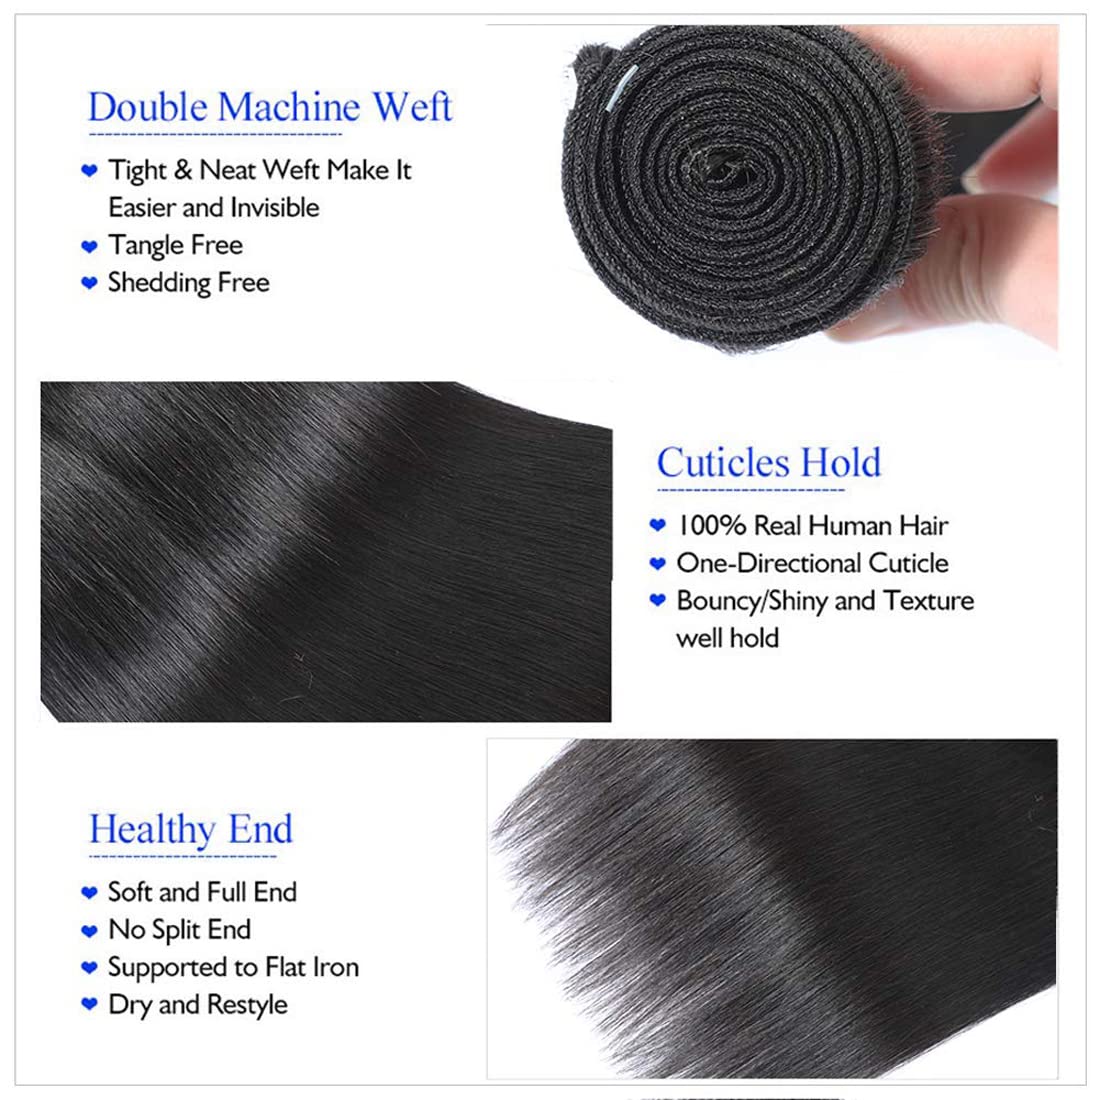 Double Machine Weft
Tight & Neat Weft Make It
Easier and Invisible
Tangle Free
Shedding Free
Cuticles Hold
100% Real Human Hair
One-Directional Cuticle
Bouncy/Shiny and Texture
well hold
Healthy End
Soft and Full End
No Split End
Supported to Flat Iron
Dry and Restyle